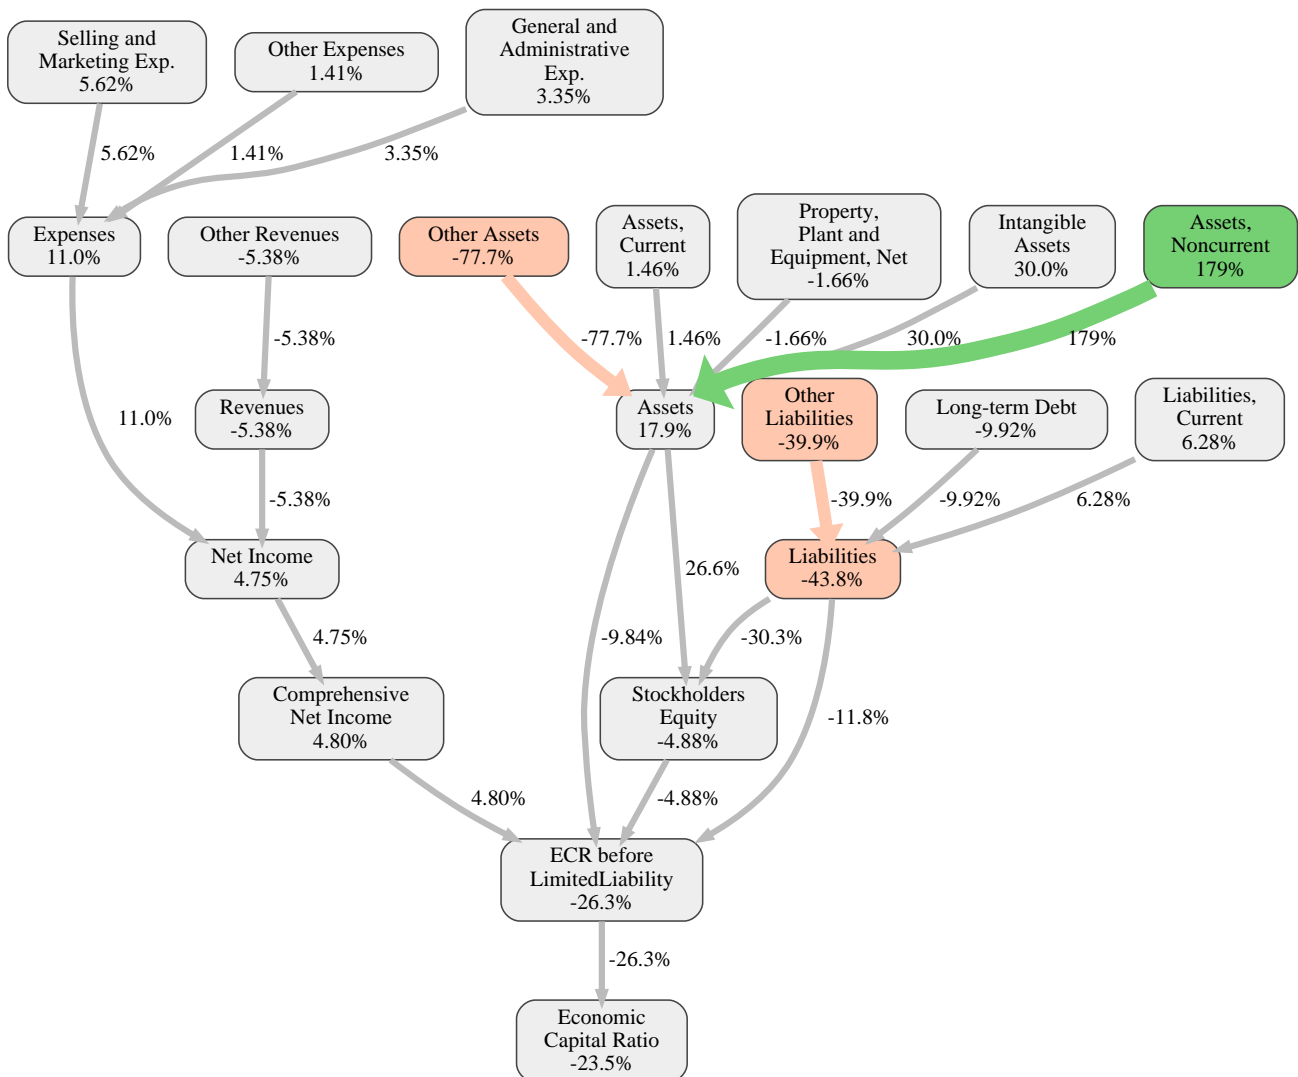 Selling and
Marketing Exp.
5.62%
Other Expenses
1.41%
General and
Administrative
Exp.
3.35%
5.62%
1.41%
3.35%
Expenses
11.0%
Other Revenues
-5.38%
Other Assets
-77.7%
Assets,
Current
1.46%
Property,
Plant and
Equipment, Net
-1.66%
Intangible
Assets
30.0%
Assets,
Noncurrent
179%
-5.38%
-77.7%
1.46%
-1.66%
30.0%
179%
11.0%
Revenues
-5.38%
Assets
17.9%
Other
Liabilities
-39.9%
Long-term Debt
-9.92%
Liabilities,
Current
6.28%
-5.38%
-39.9%
-9.92%
6.28%
Net Income
4.75%
26.6%
Liabilities
-43.8%
4.75%
-9.84%
-30.3%
Comprehensive
Net Income
4.80%
Stockholders
Equity
-4.88%
-11.8%
4.80%
-4.88%
ECR before
LimitedLiability
-26.3%
-26.3%
Economic
Capital Ratio
-23.5%